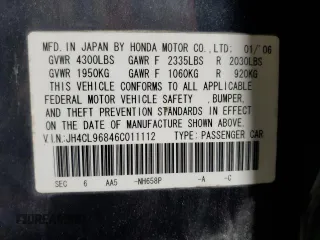 MFD. IN JAPAN BY HONDA MOTOR CO., LTD: 01/ 06
GVWR 4300LBS GAWR F 2335LBS R 2030LBS
GVWR 1950KG GAWR F 1060KG R 920KG
THIS VEHICLE CONFORMS TO ALL APPLICABLE
FEDERAL MOTOR VEHICLE SAFETY , BUMPER,
AND THEFT PREVENTION STANDARDS IN EFFECT
ON THE DATE OF MANUFACTURE SHOWN ABOVE.
V.I.N: JH4CL96846C011112 TYPE: PASSENGER CAR
SEC 6 AA5 -NH658P -A -C